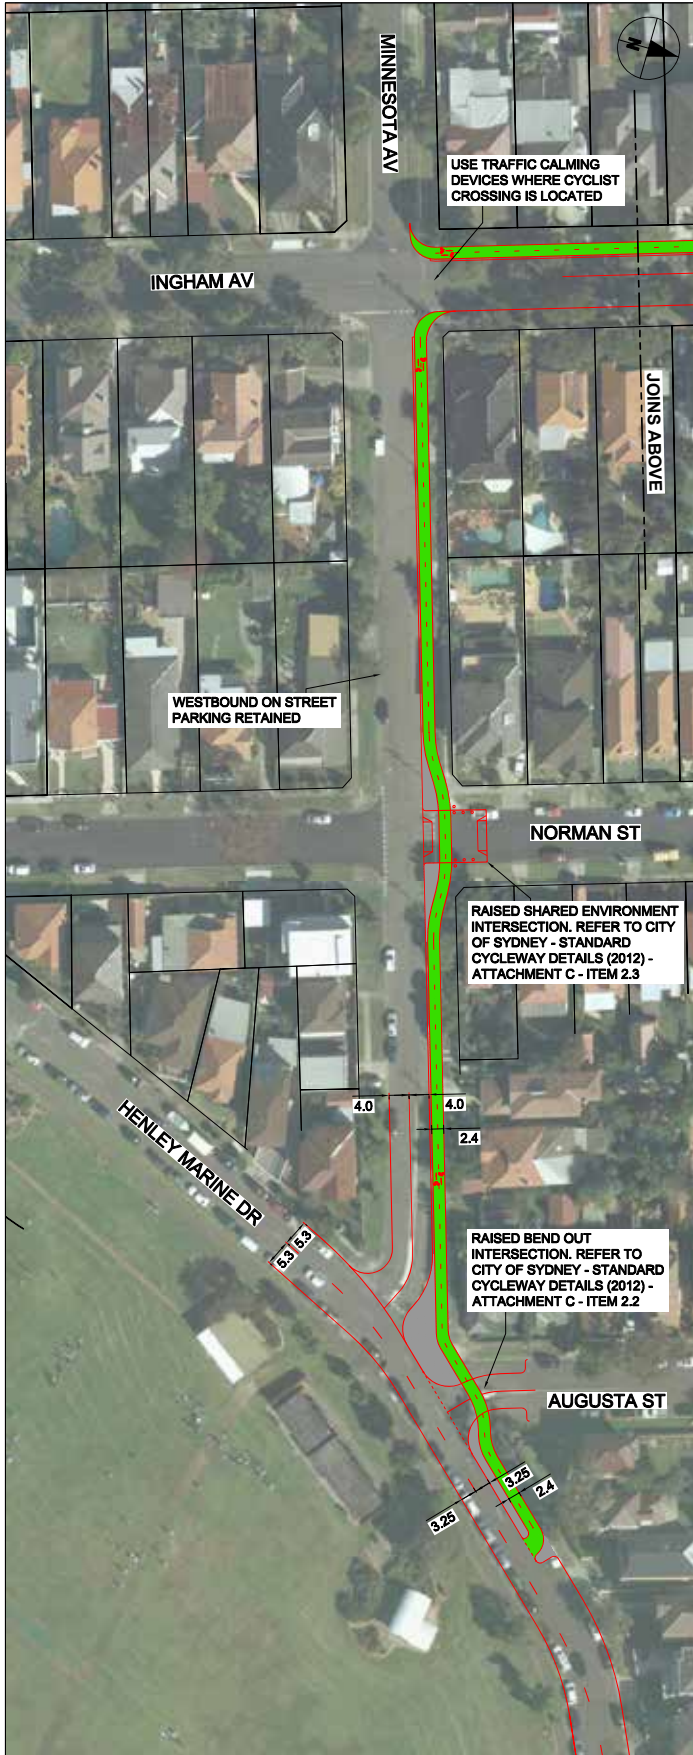 N
MINNESOTA AV
USE TRAFFIC CALMING
DEVICES WHERE CYCLIST
CROSSING IS LOCATED
INGHAM AV
JOINS ABOVE
WESTBOUND ON STREET
PARKING RETAINED
NORMAN ST
RAISED SHARED ENVIRONMENT
INTERSECTION. REFER TO CITY
OF SYDNEY - STANDARD
CYCLEWAY DETAILS (2012) -
ATTACHMENT C - ITEM 2.3
4.0
4.0
2.4
HENLEY MARINE DR
5.3
5.3
RAISED BEND OUT
INTERSECTION. REFER TO
CITY OF SYDNEY - STANDARD
CYCLEWAY DETAILS (2012) -
ATTACHMENT C - ITEM 2.2
AUGUSTA ST
3.25
2.4
3.25